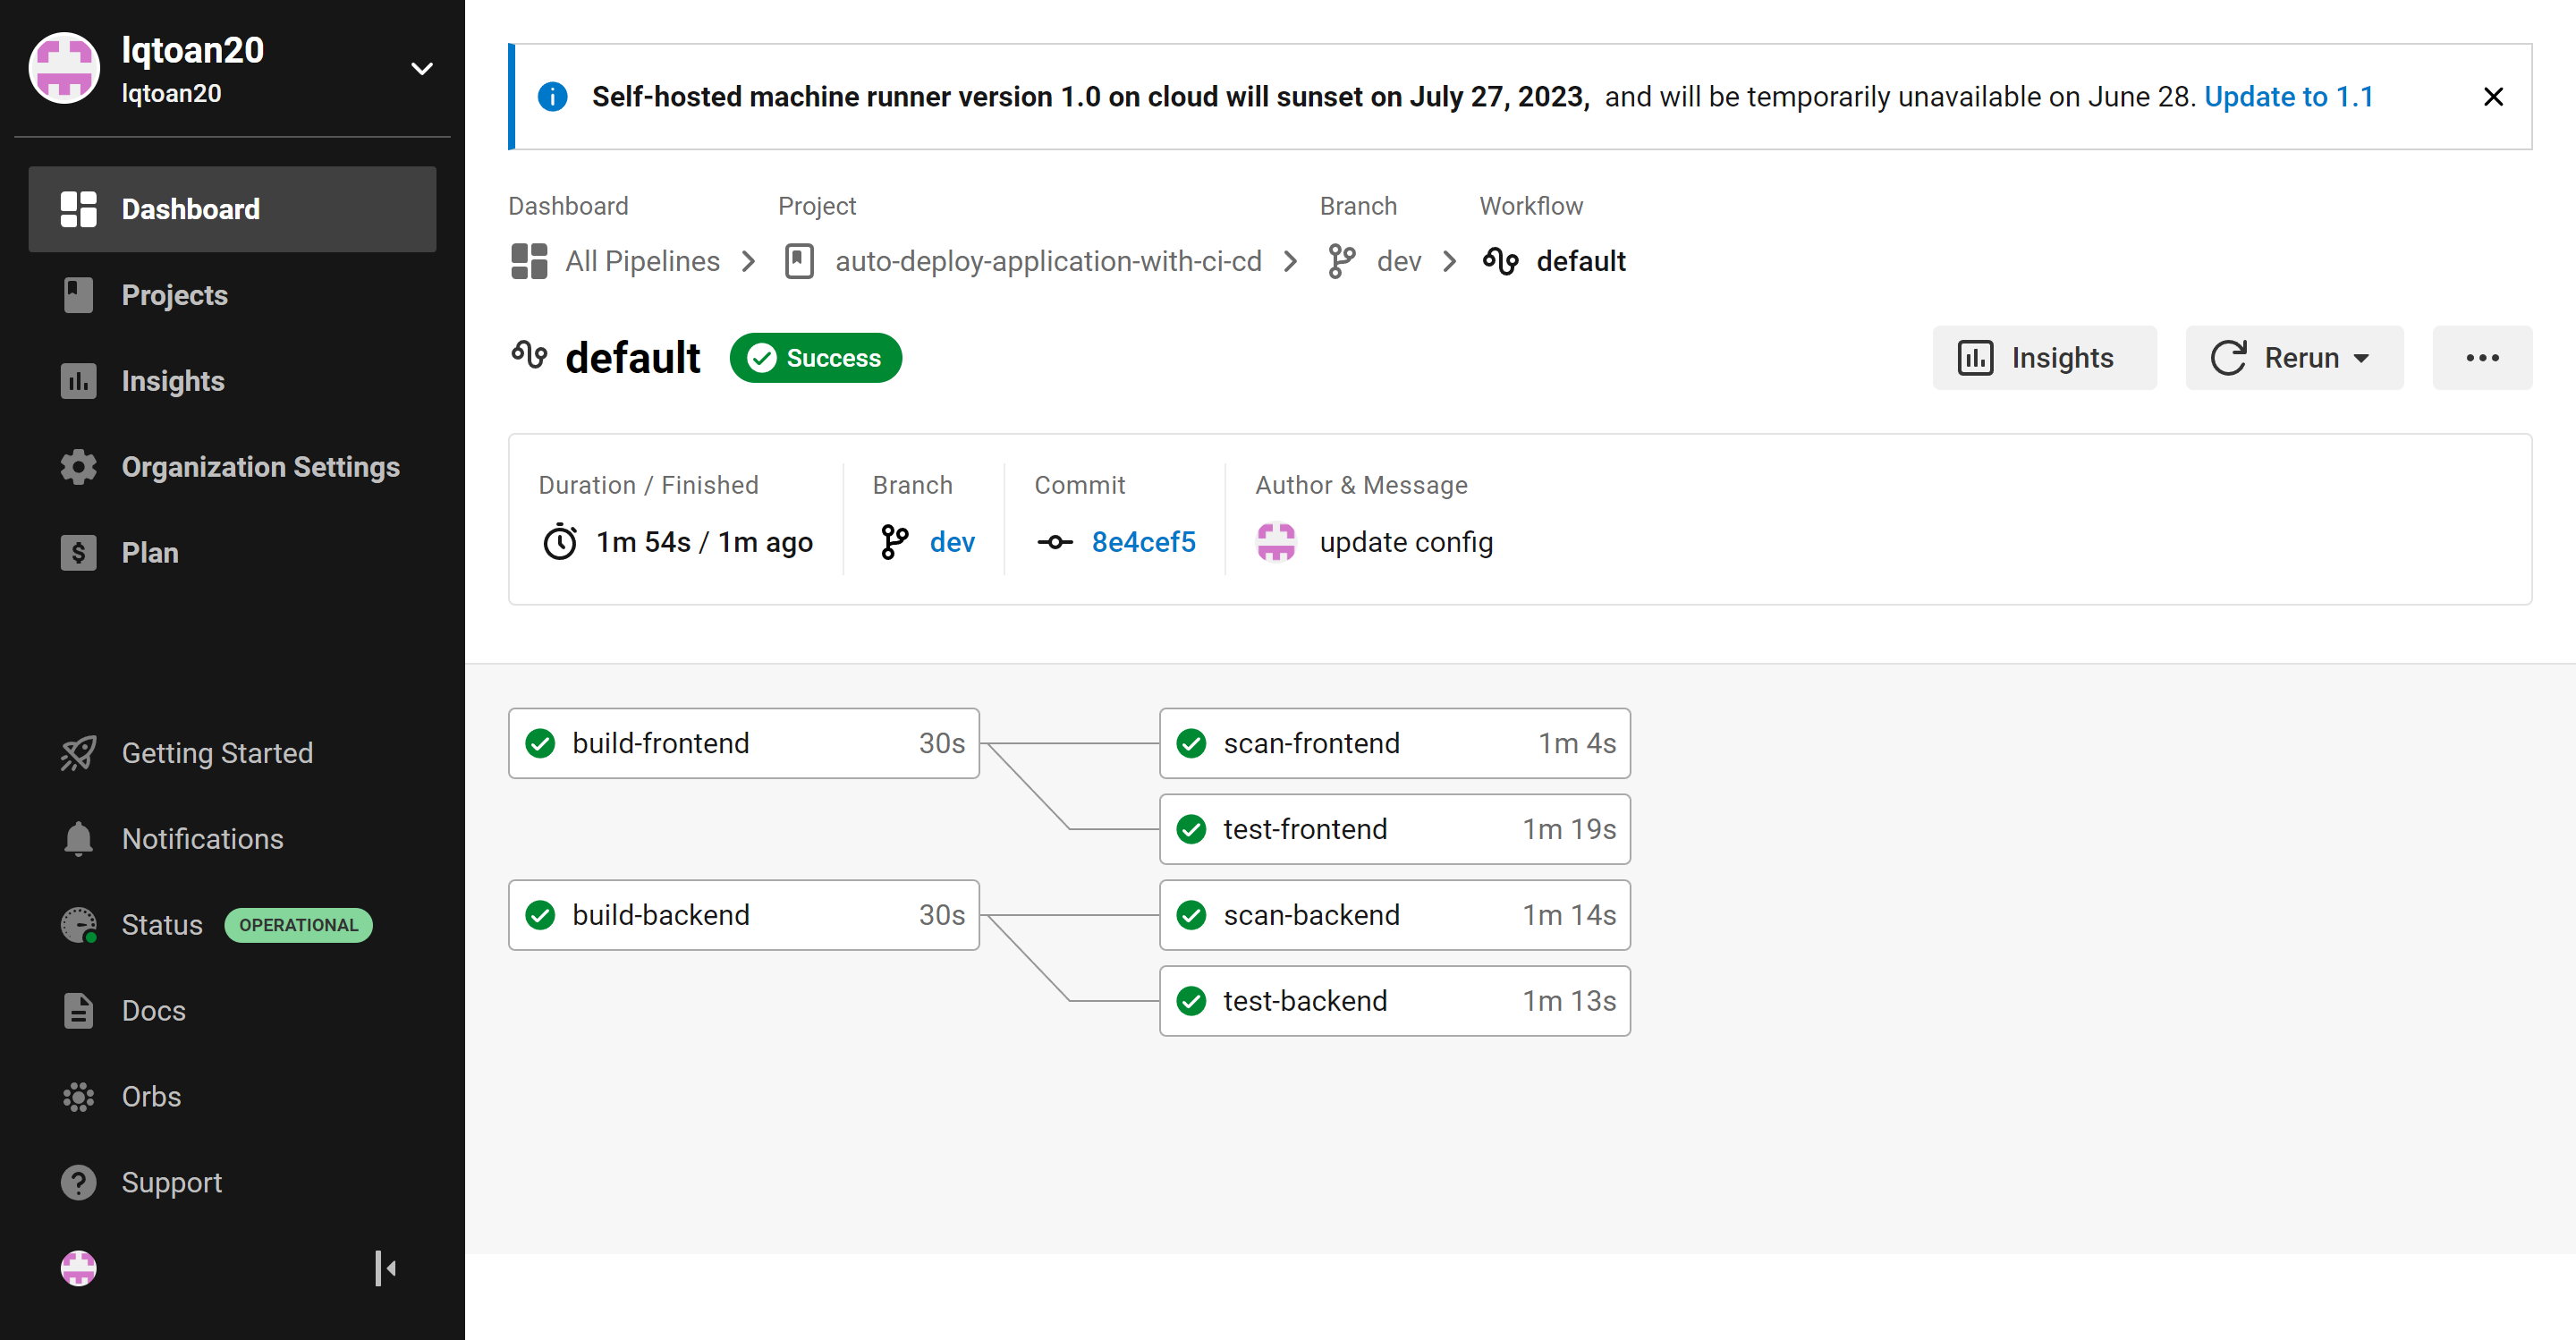 lqtoan20
lqtoan20
Dashboard
Projects
Insights
Organization Settings
Plan
Getting Started
Notifications
Status OPERATIONAL
Docs
Orbs
Support
Self-hosted machine runner version 1.0 on cloud will sunset on July 27, 2023, and will be temporarily unavailable on June 28. Update to 1.1
Dashboard Project Branch Workflow
All Pipelines auto-deploy-application-with-ci-cd dev default
default Success Insights Rerun
Duration / Finished Branch Commit Author & Message
1m 54s / 1m ago dev 8e4cef5 update config
build-frontend 30s scan-frontend 1m 4s
test-frontend 1m 19s
build-backend 30s scan-backend 1m 14s
test-backend 1m 13s